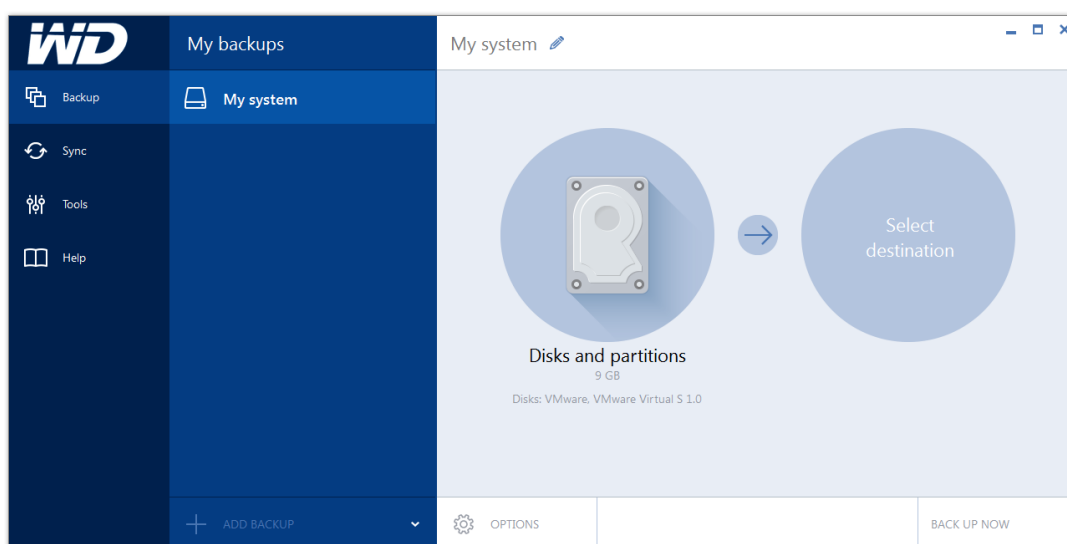 WD
My backups
My system
Backup
My system
Sync
Tools
Help
Select
destination
Disks and partitions
9 GB
Disks: VMware, VMware Virtual S 1.0
ADD BACKUP
OPTIONS
BACK UP NOW